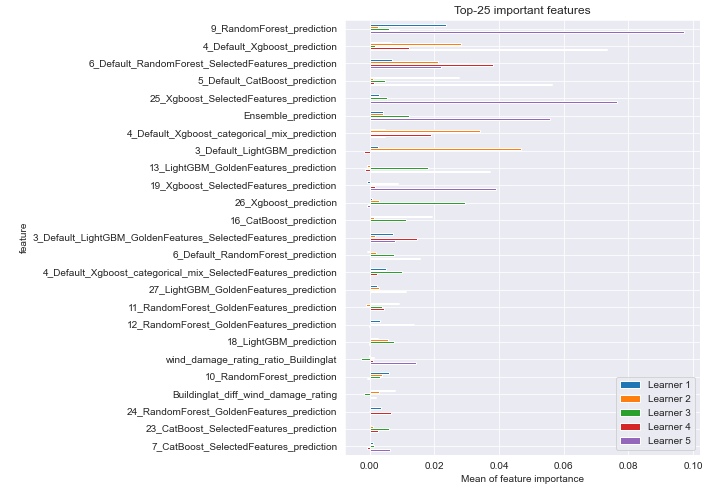 Top-25 important features
9_RandomForest_prediction
4_Default_Xgboost_prediction
6_Default_RandomForest_SelectedFeatures_prediction
5_Default_CatBoost_prediction
25_Xgboost_SelectedFeatures_prediction
Ensemble_prediction
4_Default_Xgboost_categorical_mix_prediction
3_Default_LightGBM_prediction
13_LightGBM_GoldenFeatures_prediction
19_Xgboost_SelectedFeatures_prediction
26_Xgboost_prediction
16_CatBoost_prediction
3_Default_LightGBM_GoldenFeatures_SelectedFeatures_prediction
6_Default_RandomForest_prediction
4_Default_Xgboost_categorical_mix_SelectedFeatures_prediction
27_LightGBM_GoldenFeatures_prediction
11_RandomForest_GoldenFeatures_prediction
12_RandomForest_GoldenFeatures_prediction
18_LightGBM_prediction
wind_damage_rating_ratio_Buildinglat
10_RandomForest_prediction
Buildinglat_diff_wind_damage_rating
24_RandomForest_GoldenFeatures_prediction
23_CatBoost_SelectedFeatures_prediction
7_CatBoost_SelectedFeatures_prediction
feature
Learner 1
Learner 2
Learner 3
Learner 4
Learner 5
0.00 0.02 0.04 0.06 0.08 0.10
Mean of feature importance